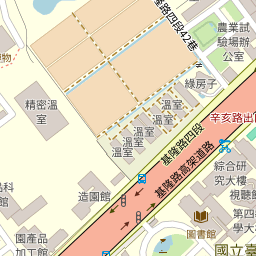 基隆路四段42巷
農業試
驗場辦
公室
物
綠房子
精密溫
室
溫室
溫室
溫室
溫室
溫室
溫室
辛亥路出
基隆路四段
基隆路高架道路
綜合研
究大樓
視聽館
品科
館
造園館
第四
學大
圖書館
園產品
加工館
國立臺